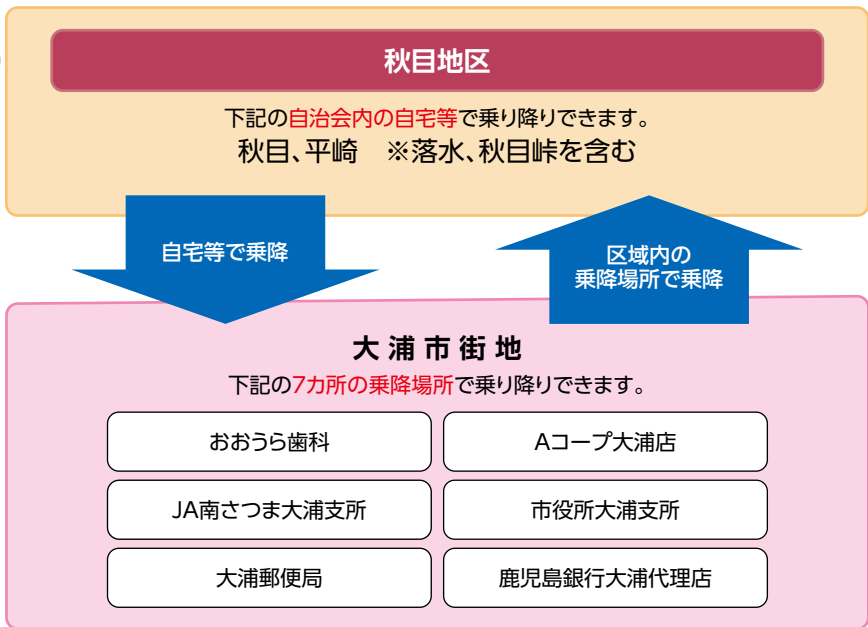 秋目地区
下記の自治会内の自宅等で乗り降りできます。
秋目、平崎　※落水、秋目峠を含む
自宅等で乗降
区域内の
乗降場所で乗降
大浦市街地
下記の7カ所の乗降場所で乗り降りできます。
おおうら歯科
Aコープ大浦店
JA南さつま大浦支所
市役所大浦支所
大浦郵便局
鹿児島銀行大浦代理店